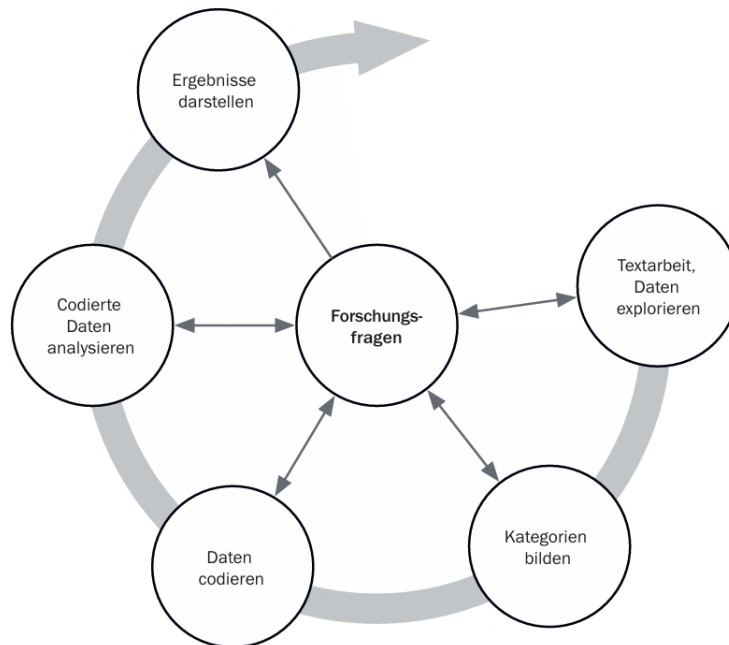 Ergebnisse
darstellen
Textarbeit,
Daten
explorieren
Codierte
Daten
analysieren
Forschungs-
fragen
Kategorien
bilden
Daten
codieren